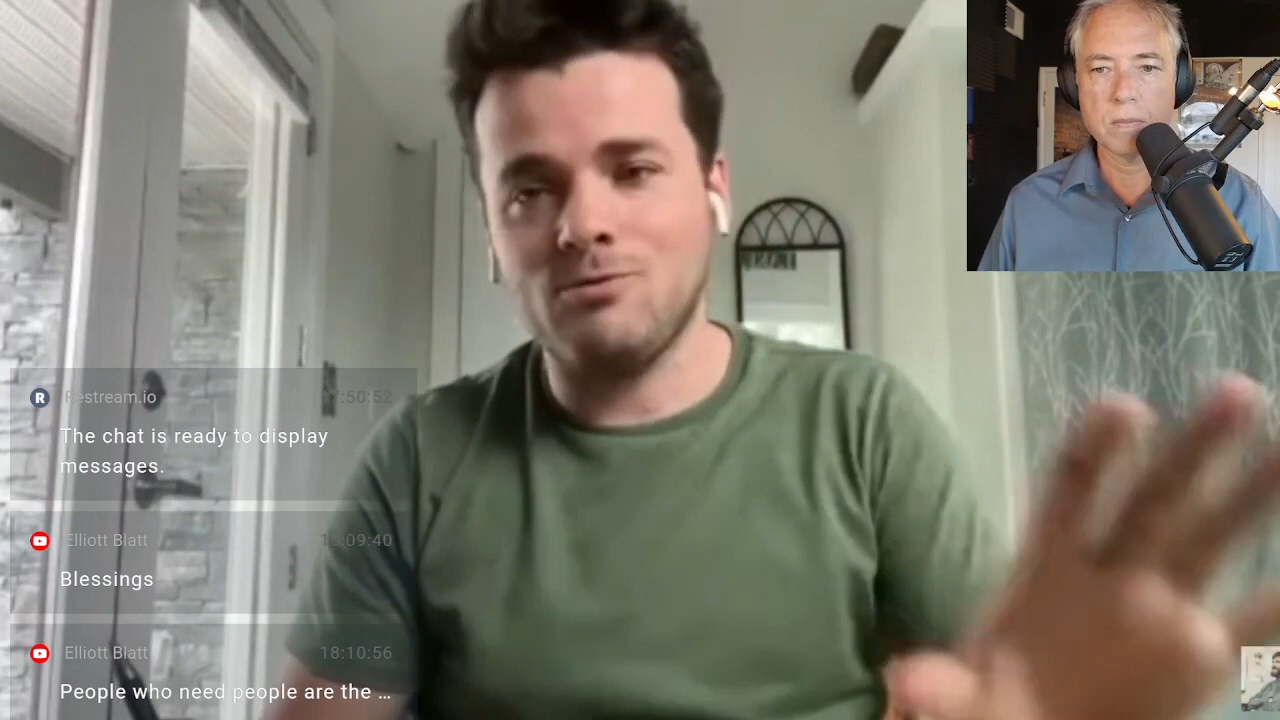 R
Restream.io
The chat is ready to display
messages.
Elliott Blatt
Blessings
Elliott Blatt 18:10:56
People who need people are the ...